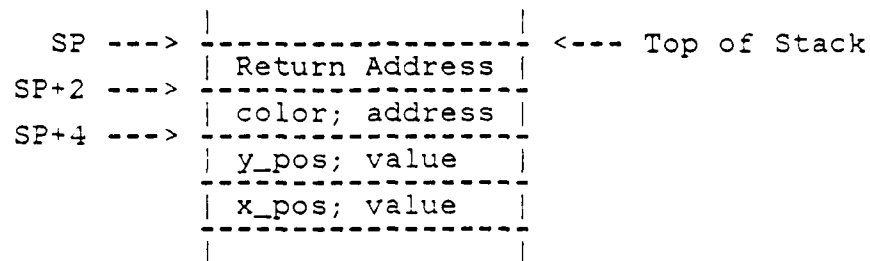 SP ---> ------------------ <--- Top of Stack
| Return Address |
SP+2 ---> ------------------
| color; address |
SP+4 ---> ------------------
| y_pos; value |
------------------
| x_pos; value |
------------------